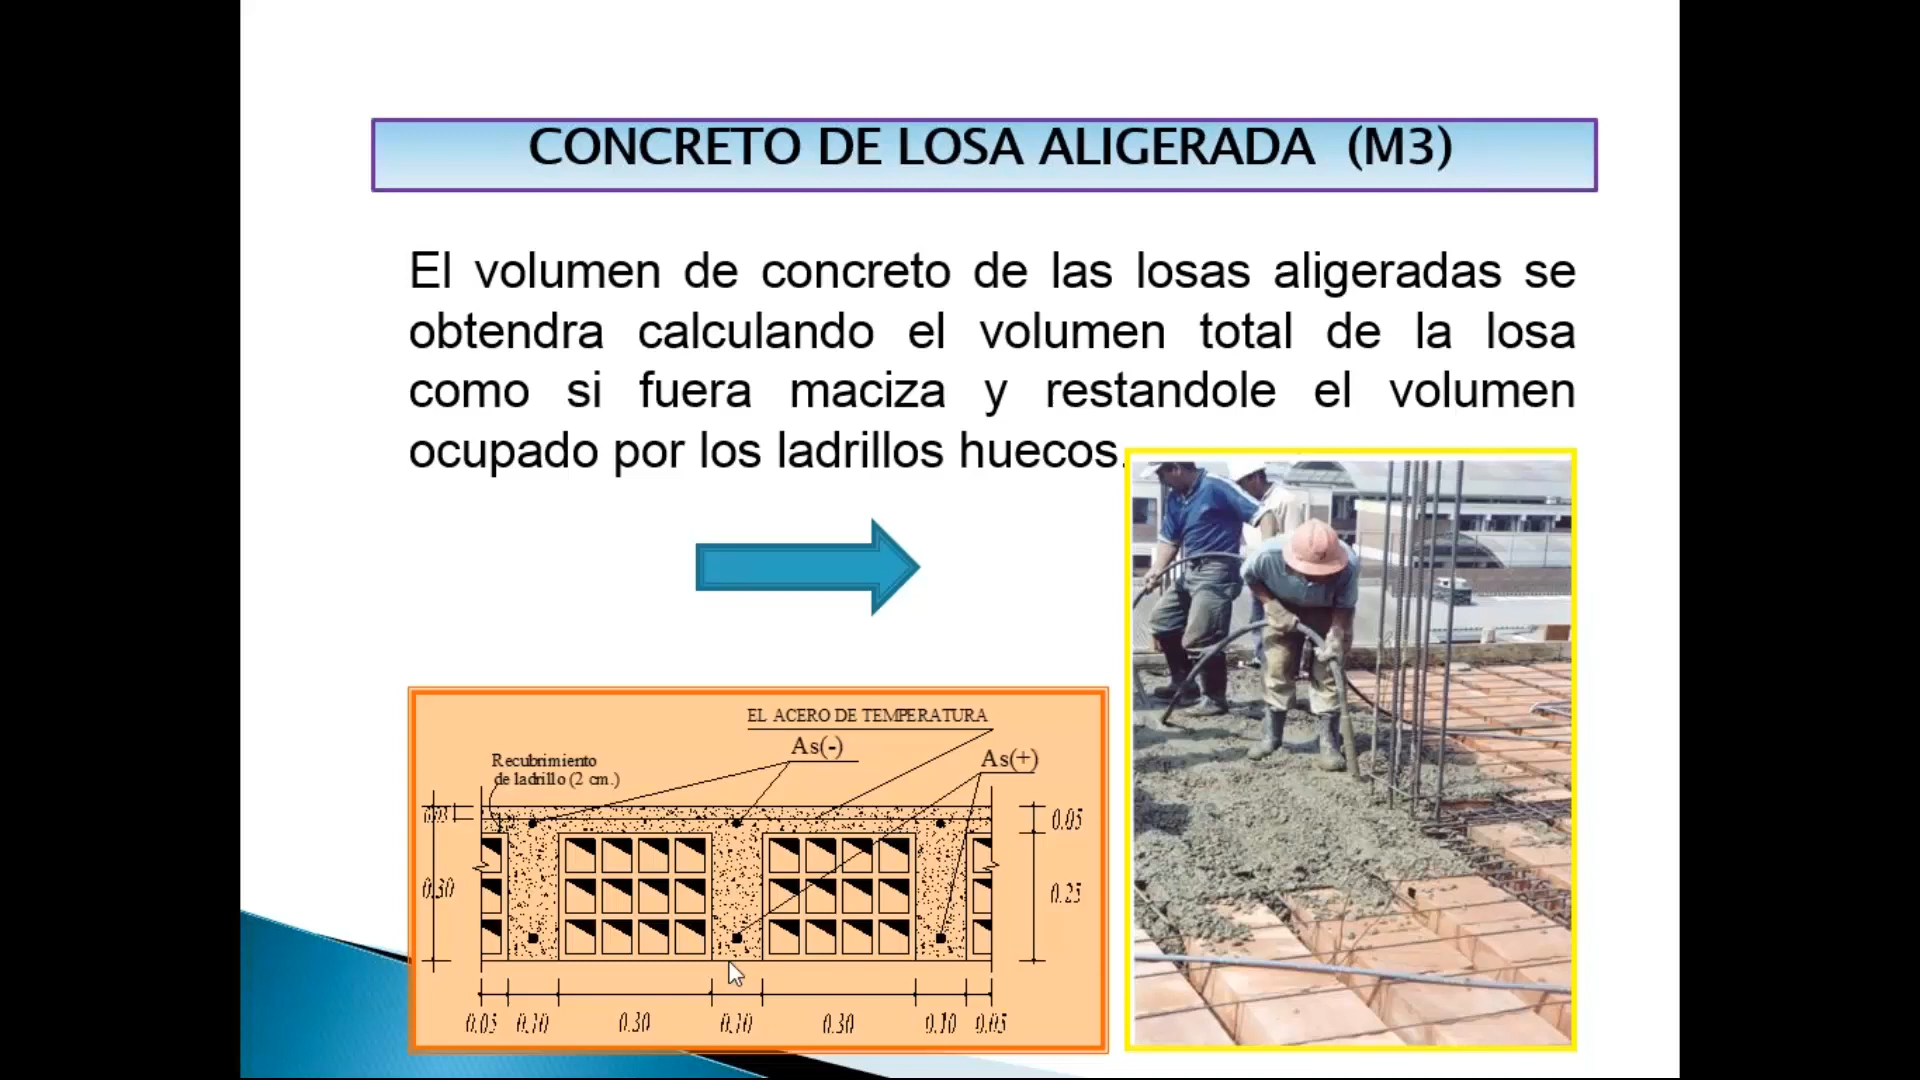 CONCRETO DE LOSA ALIGERADA (M3)
El volumen de concreto de las losas aligeradas se
obtendra calculando el volumen total de la losa
como si fuera maciza y restandole el volumen
ocupado por los ladrillos huecos.
EL ACERO DE TEMPERATURA
As(-)
As(+)
Recubrimiento
de ladrillo (2 cm.)
0.05
0.30
0.25
0.05 0.10 0.30 0.10 0.30 0.10 0.05